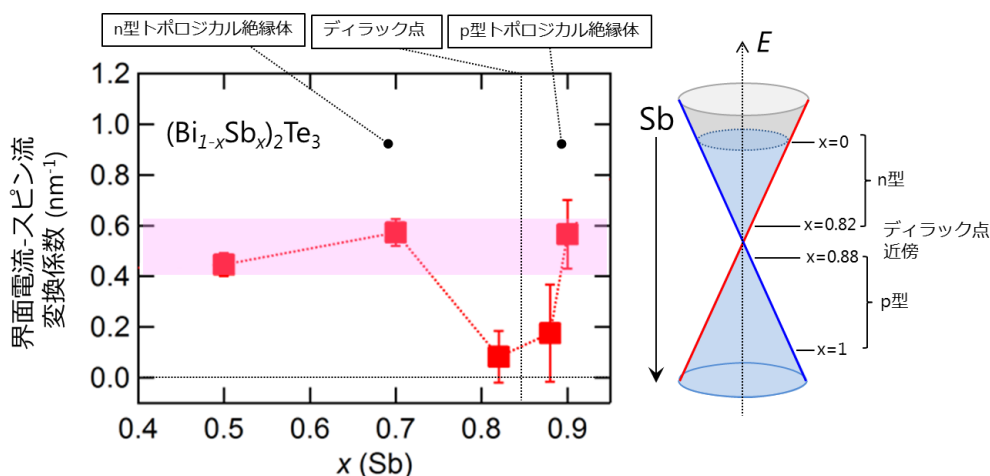 n型トポロジカル絶縁体
ディラック点
p型トポロジカル絶縁体
界面電流-スピン流
変換係数 (nm-1)
1.2
1.0
0.8
0.6
0.4
0.2
0.0
(Bi1-xSbx)2Te3
0.4
0.5
0.6
0.7
0.8
0.9
x (Sb)
E
Sb
x=0
n型
x=0.82
ディラック点
近傍
x=0.88
p型
x=1